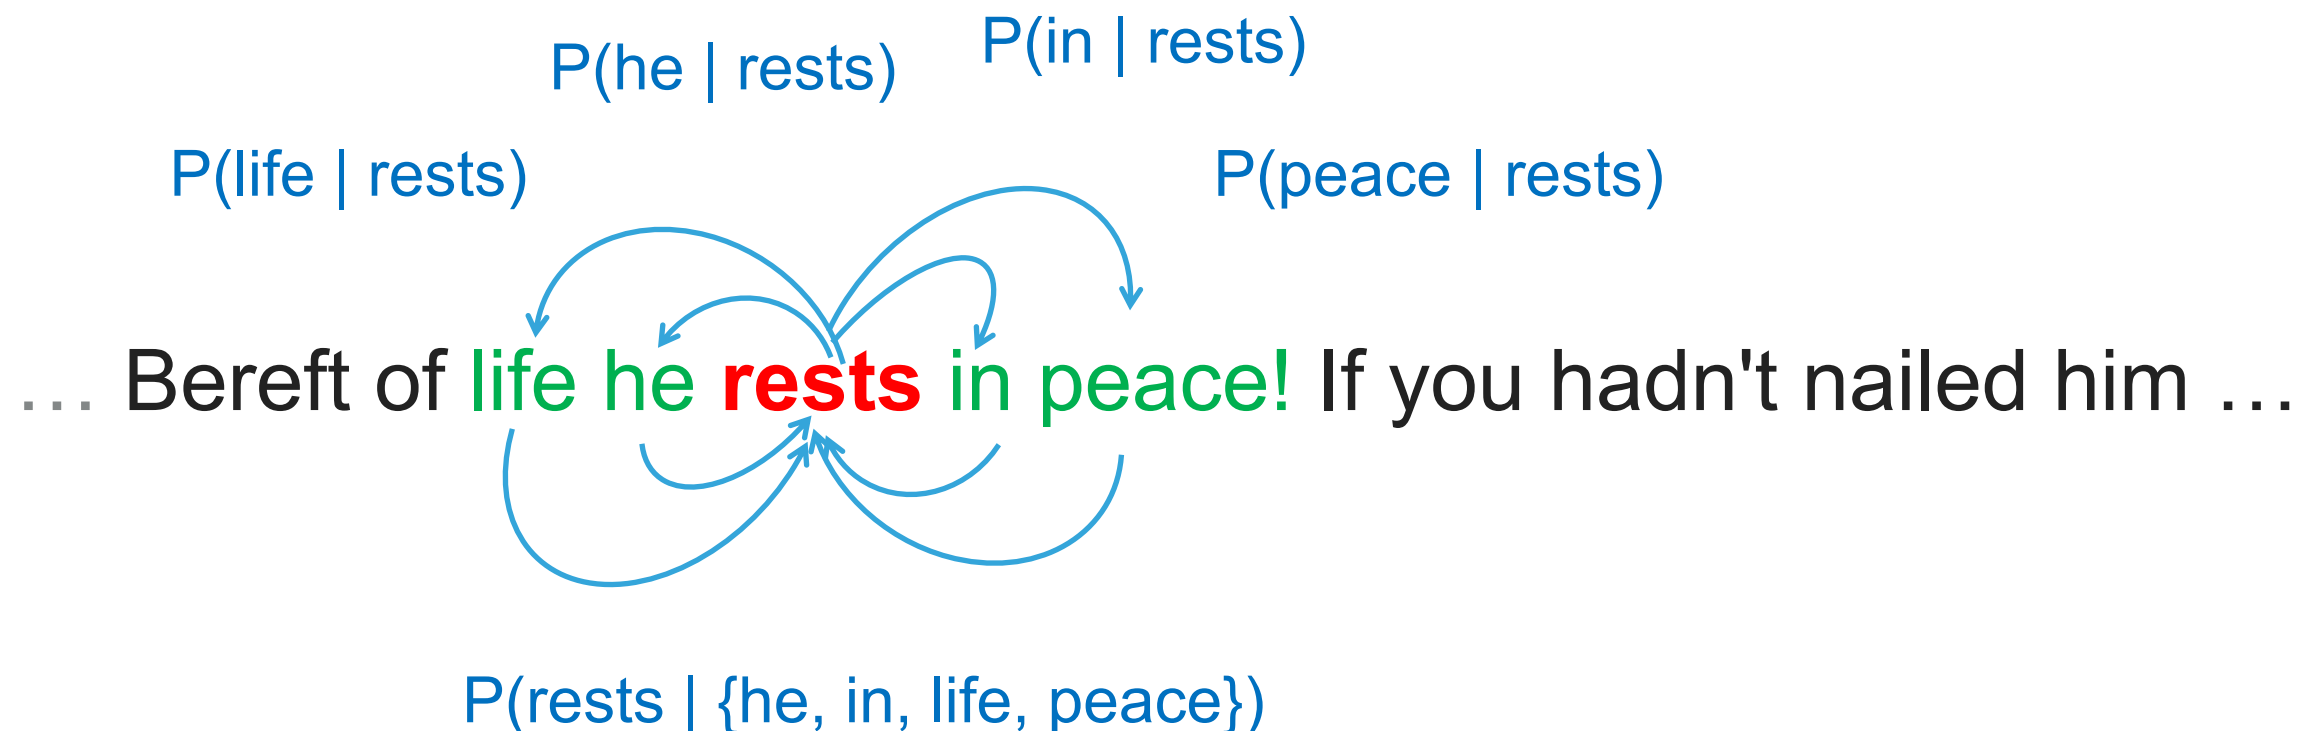 P(in | rests)
P(he | rests)
P(life | rests)
P(peace | rests)
… Bereft of life he rests in peace! If you hadn't nailed him …
P(rests | {he, in, life, peace})